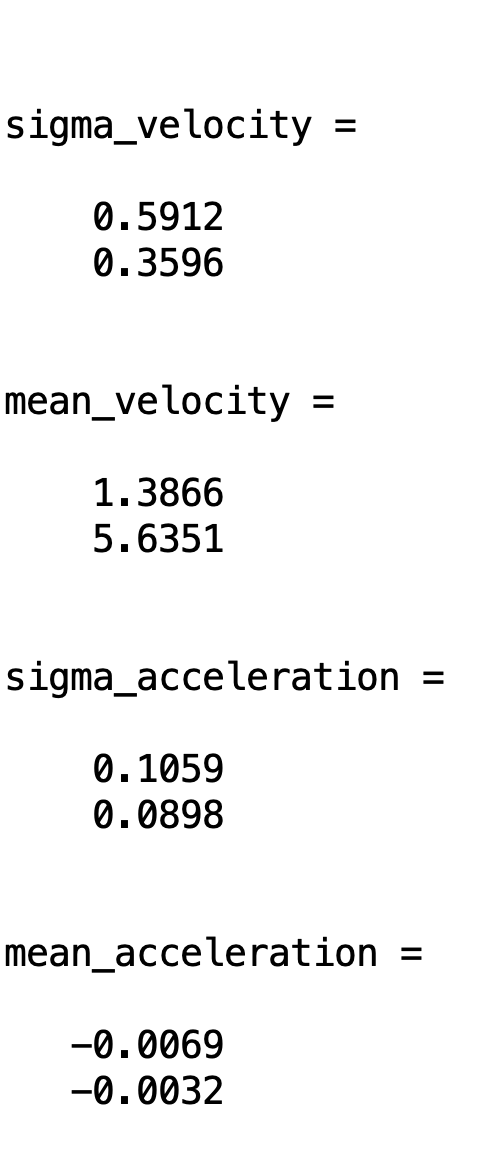 sigma_velocity =
0.5912
0.3596
mean_velocity =
1.3866
5.6351
sigma_acceleration =
0.1059
0.0898
mean_acceleration =
−0.0069
−0.0032